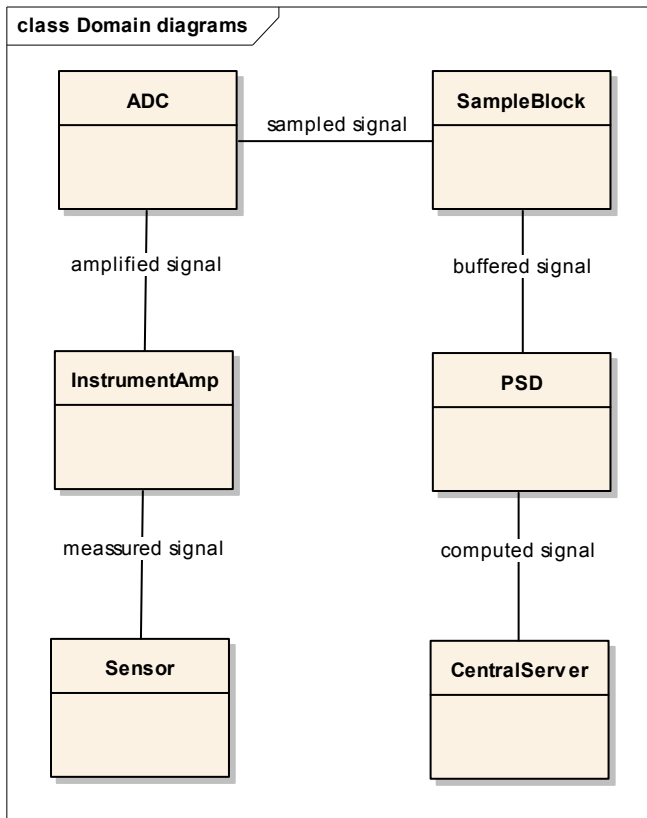 class Domain diagrams
ADC
SampleBlock
sampled signal
amplified signal
buffered signal
InstrumentAmp
PSD
meassured signal
computed signal
Sensor
CentralServer